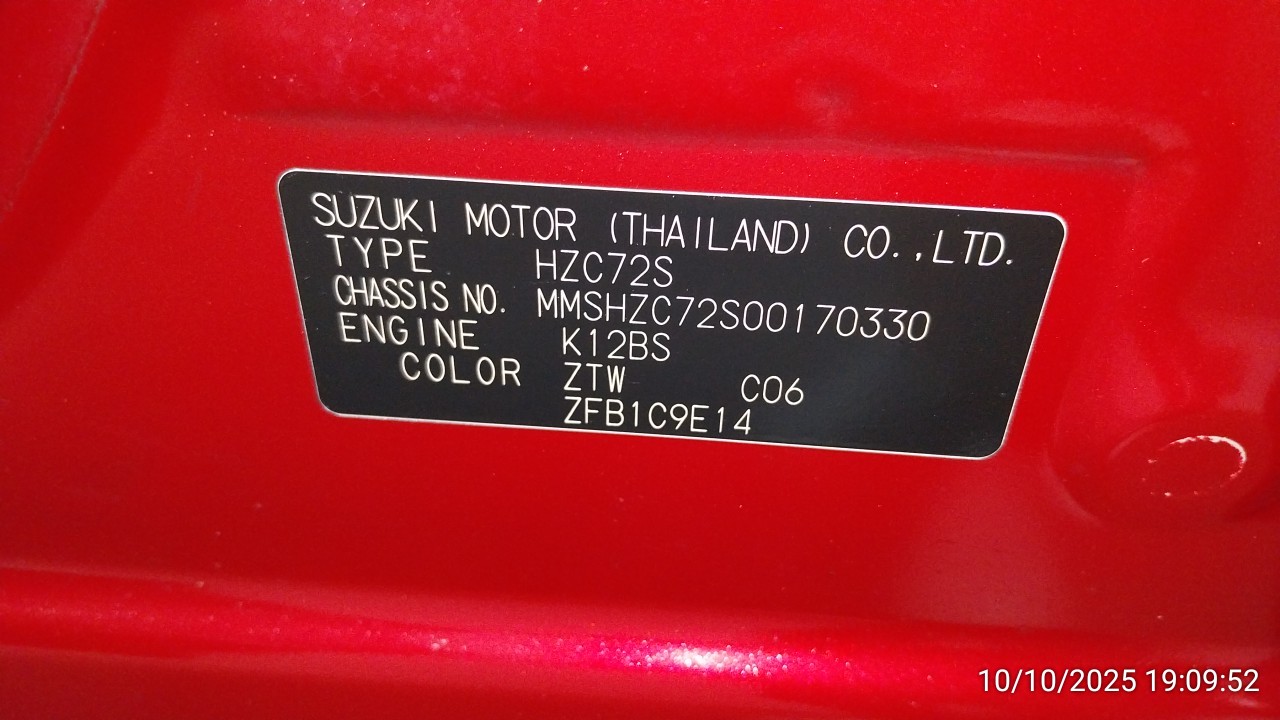 SUZUKI MOTOR (THAILAND) CO.,LTD.
TYPE HZC72S
CHASSIS NO. MMSHZC72S00170330
ENGINE K12BS
COLOR ZTW C06
ZFB1C9E14
10/10/2025 19:09:52